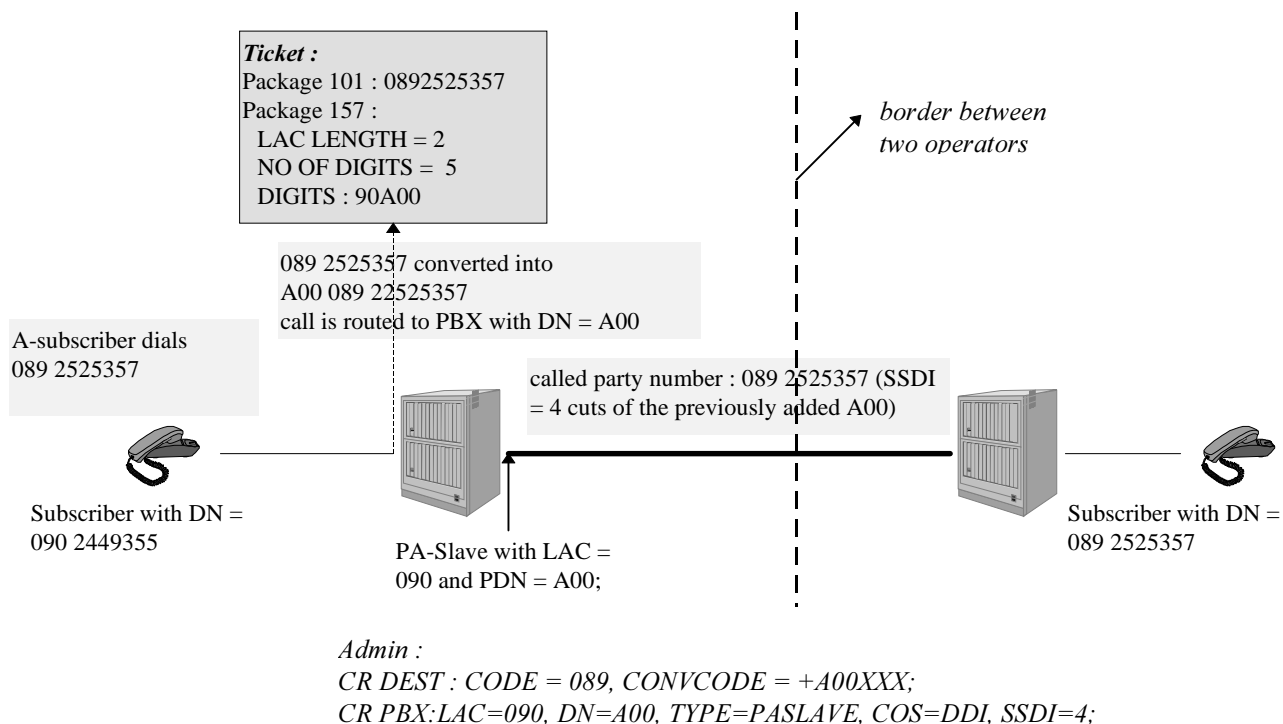 Ticket :
Package 101 : 0892525357
Package 157 :
LAC LENGTH = 2
NO OF DIGITS = 5
DIGITS : 90A00
border between
two operators
089 2525357 converted into
A00 089 22525357
call is routed to PBX with DN = A00
A-subscriber dials
089 2525357
called party number : 089 2525357 (SSDI
= 4 cuts of the previously added A00)
Subscriber with DN =
090 2449355
PA-Slave with LAC =
090 and PDN = A00;
Subscriber with DN =
089 2525357
Admin :
CR DEST : CODE = 089, CONVCODE = +A00XXX;
CR PBX:LAC=090, DN=A00, TYPE=PASLAVE, COS=DDI, SSDI=4;